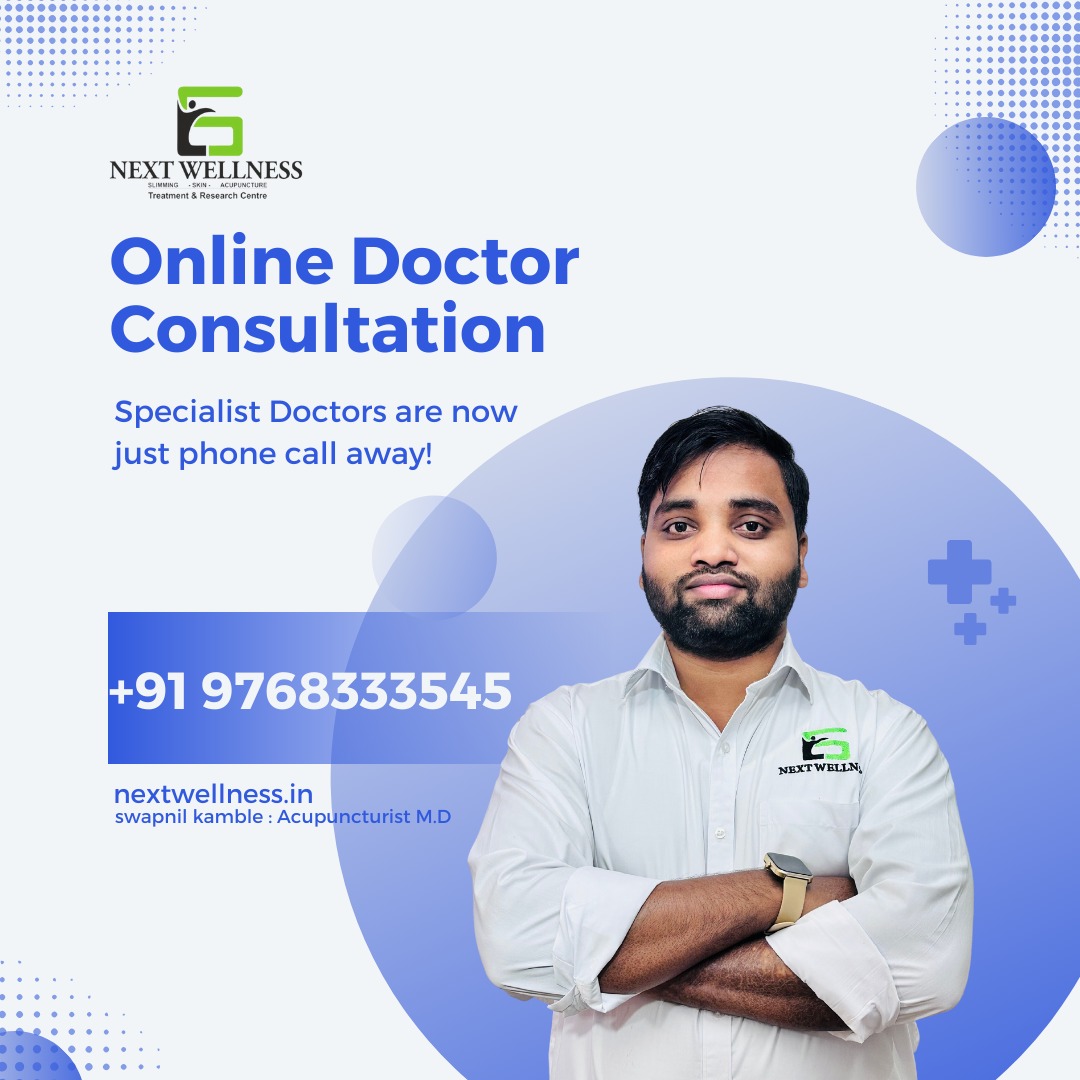 NEXT WELLNESS
SLIMMING • SKIN • ACUPUNCTURE
Treatment & Research Centre
Online Doctor
Consultation
Specialist Doctors are now
just phone call away!
+91 9768333545
NEXT WELLN
nextwellness.in
swapnil kamble : Acupuncturist M.D